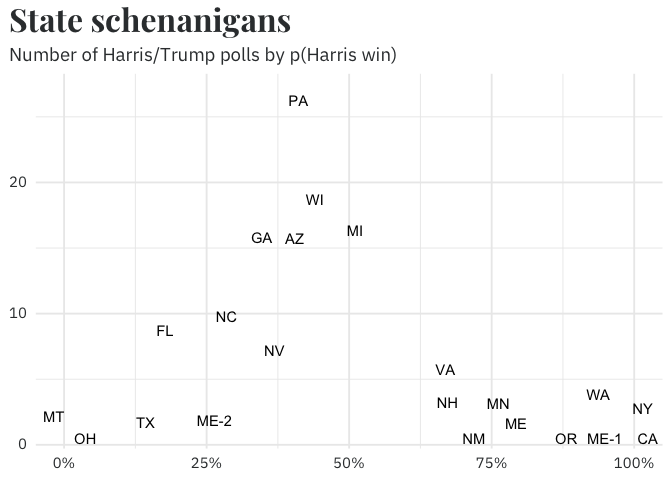 State schenanigans
Number of Harris/Trump polls by p(Harris win)
PA
20
WI
MI
GA AZ
10
NC
FL
NV
VA
WA
NH MN
NY
MT
ME-2
TX
ME
0
OH
NM OR ME-1 CA
0% 25% 50% 75% 100%